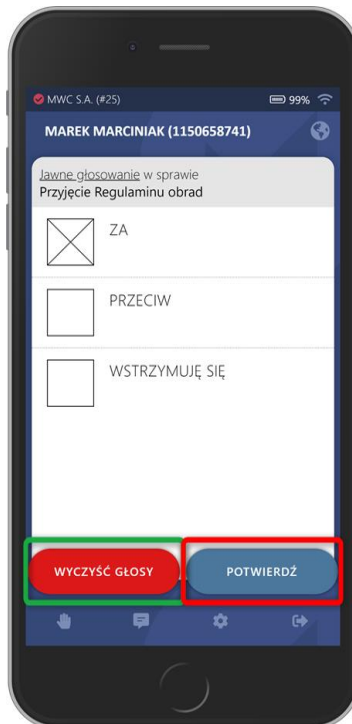 MWC S.A. (#25) 99%
MAREK MARCINIAK (1150658741)
Jawne głosowanie w sprawie
Przyjęcie Regulaminu obrad
ZA
PRZECIW
WSTRZYMUJĘ SIĘ
WYCZYŚĆ GŁOSY POTWIERDŹ